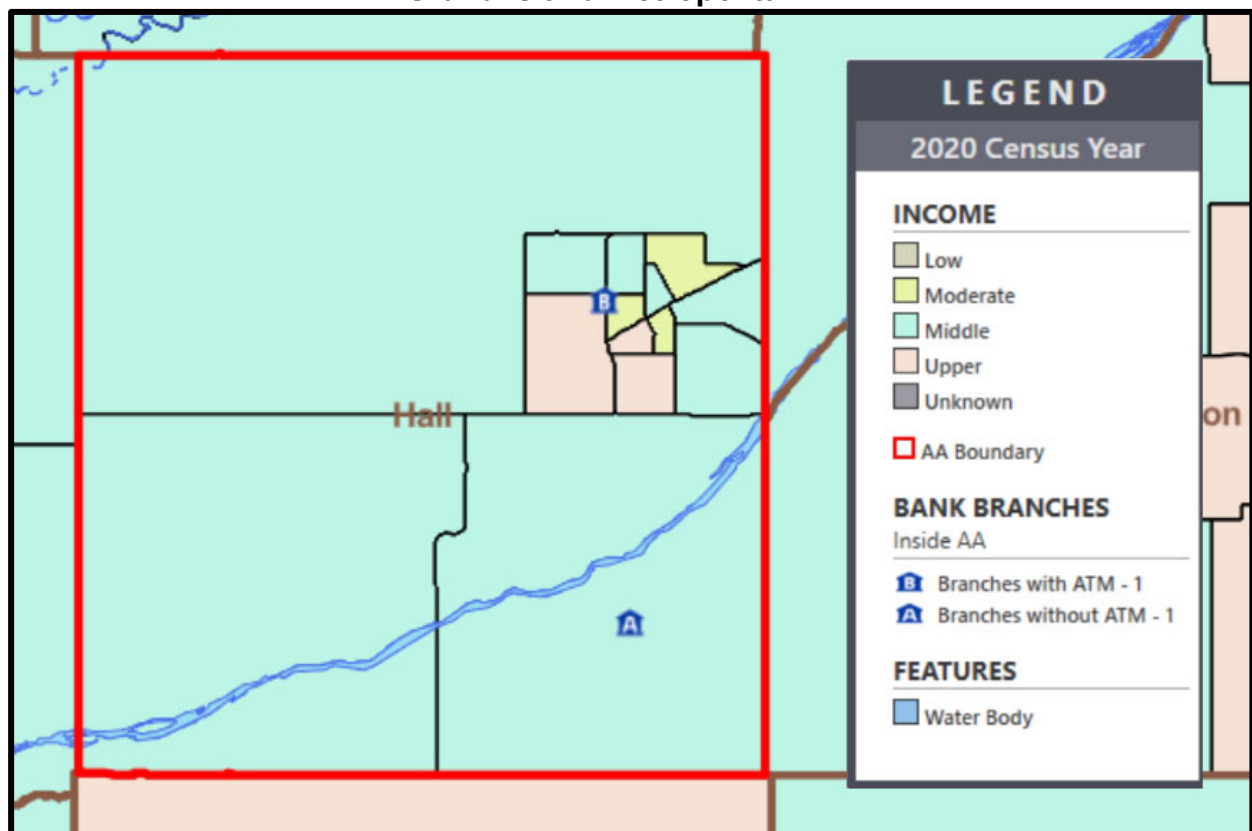 Hall
on
B
A
LEGEND
2020 Census Year
INCOME
Low
Moderate
Middle
Upper
Unknown
AA Boundary
BANK BRANCHES
Inside AA
B Branches with ATM - 1
A Branches without ATM - 1
FEATURES
Water Body